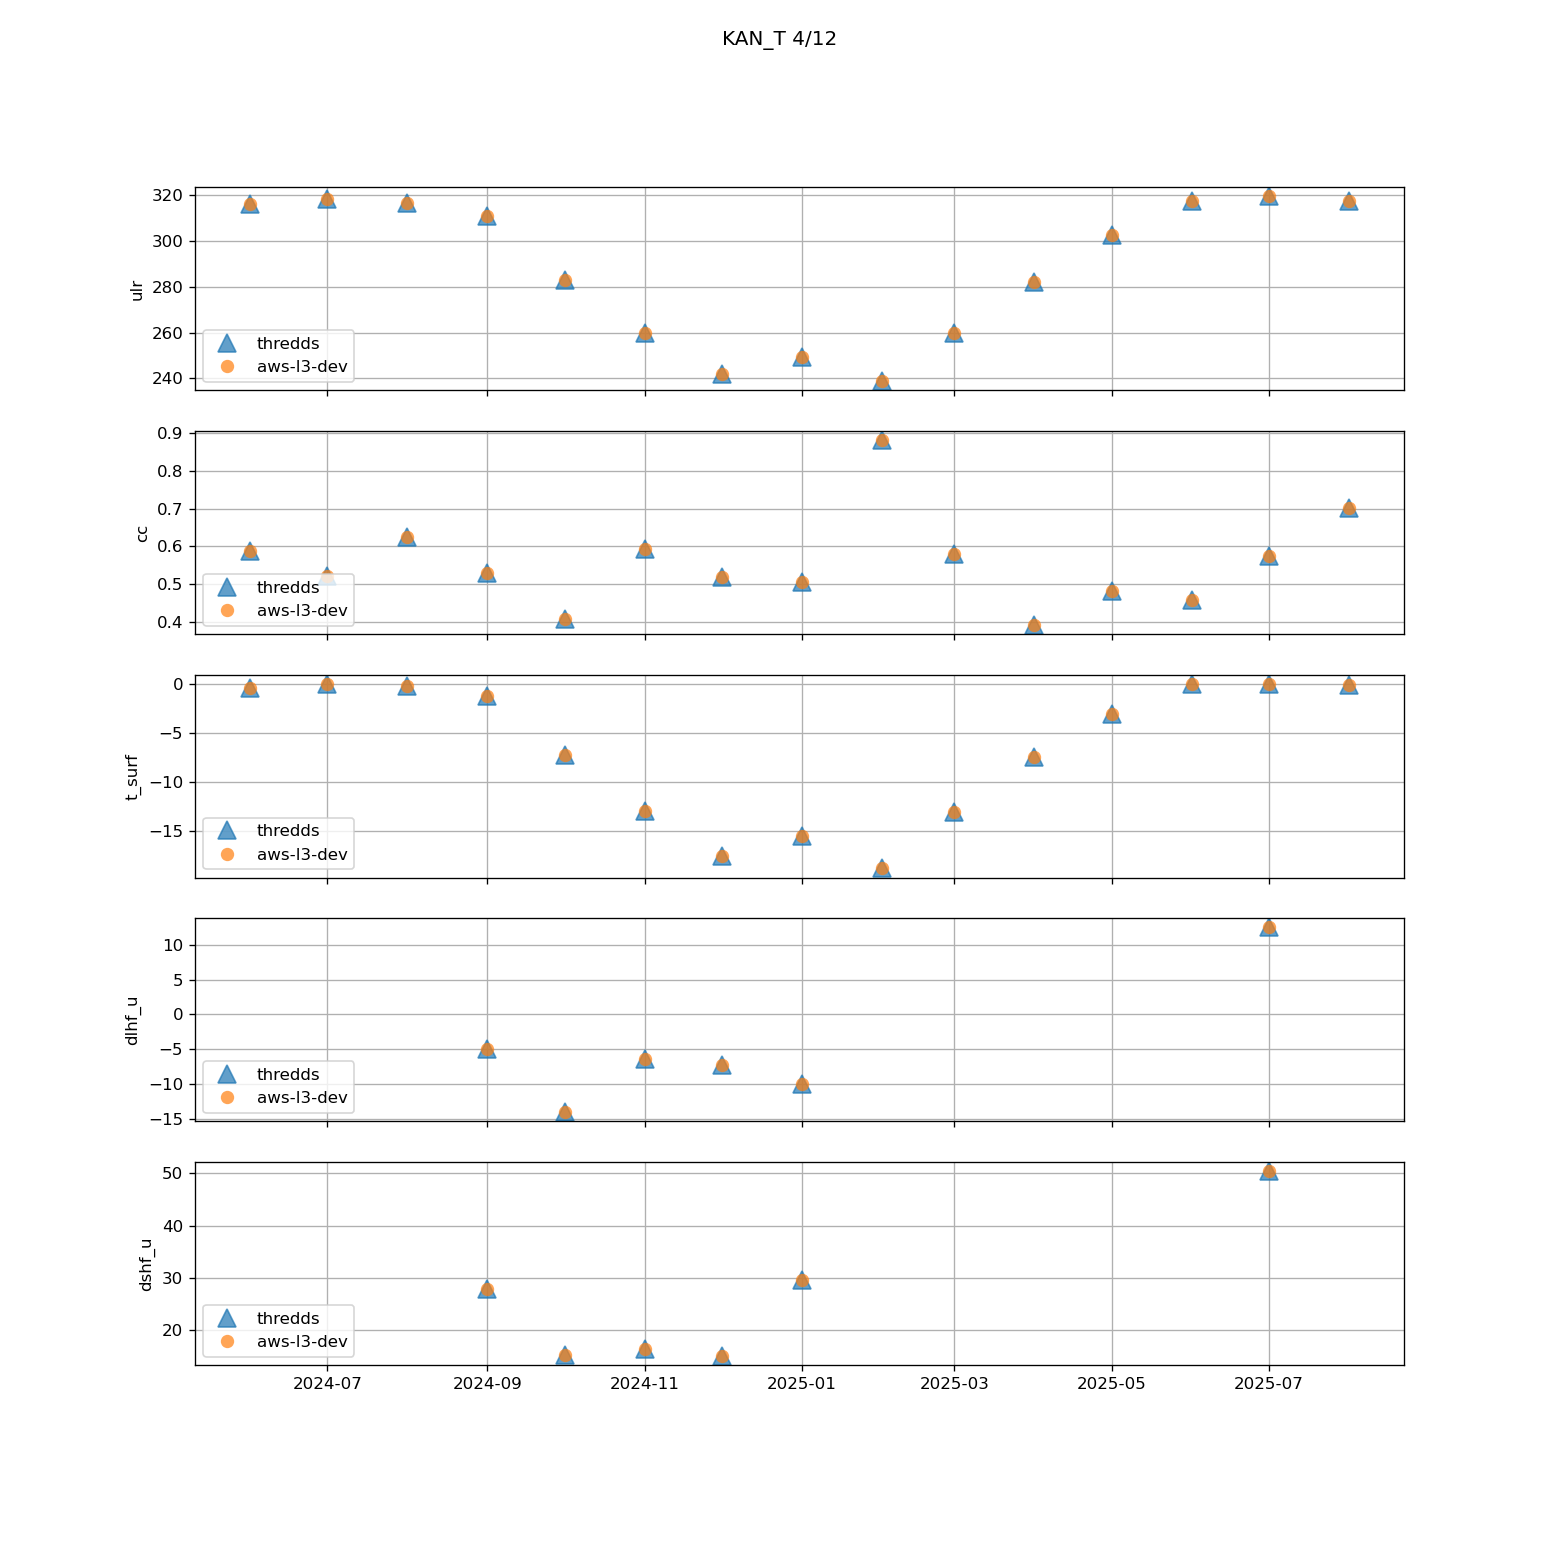 KAN_T 4/12
320
300
280
260
240
ulr
thredds
aws-l3-dev
0.9
0.8
0.7
0.6
0.5
0.4
cc
thredds
aws-l3-dev
0
−5
−10
−15
t_surf
thredds
aws-l3-dev
10
5
0
−5
−10
−15
dlhf_u
thredds
aws-l3-dev
50
40
30
20
dshf_u
thredds
aws-l3-dev
2024-07 2024-09 2024-11 2025-01 2025-03 2025-05 2025-07